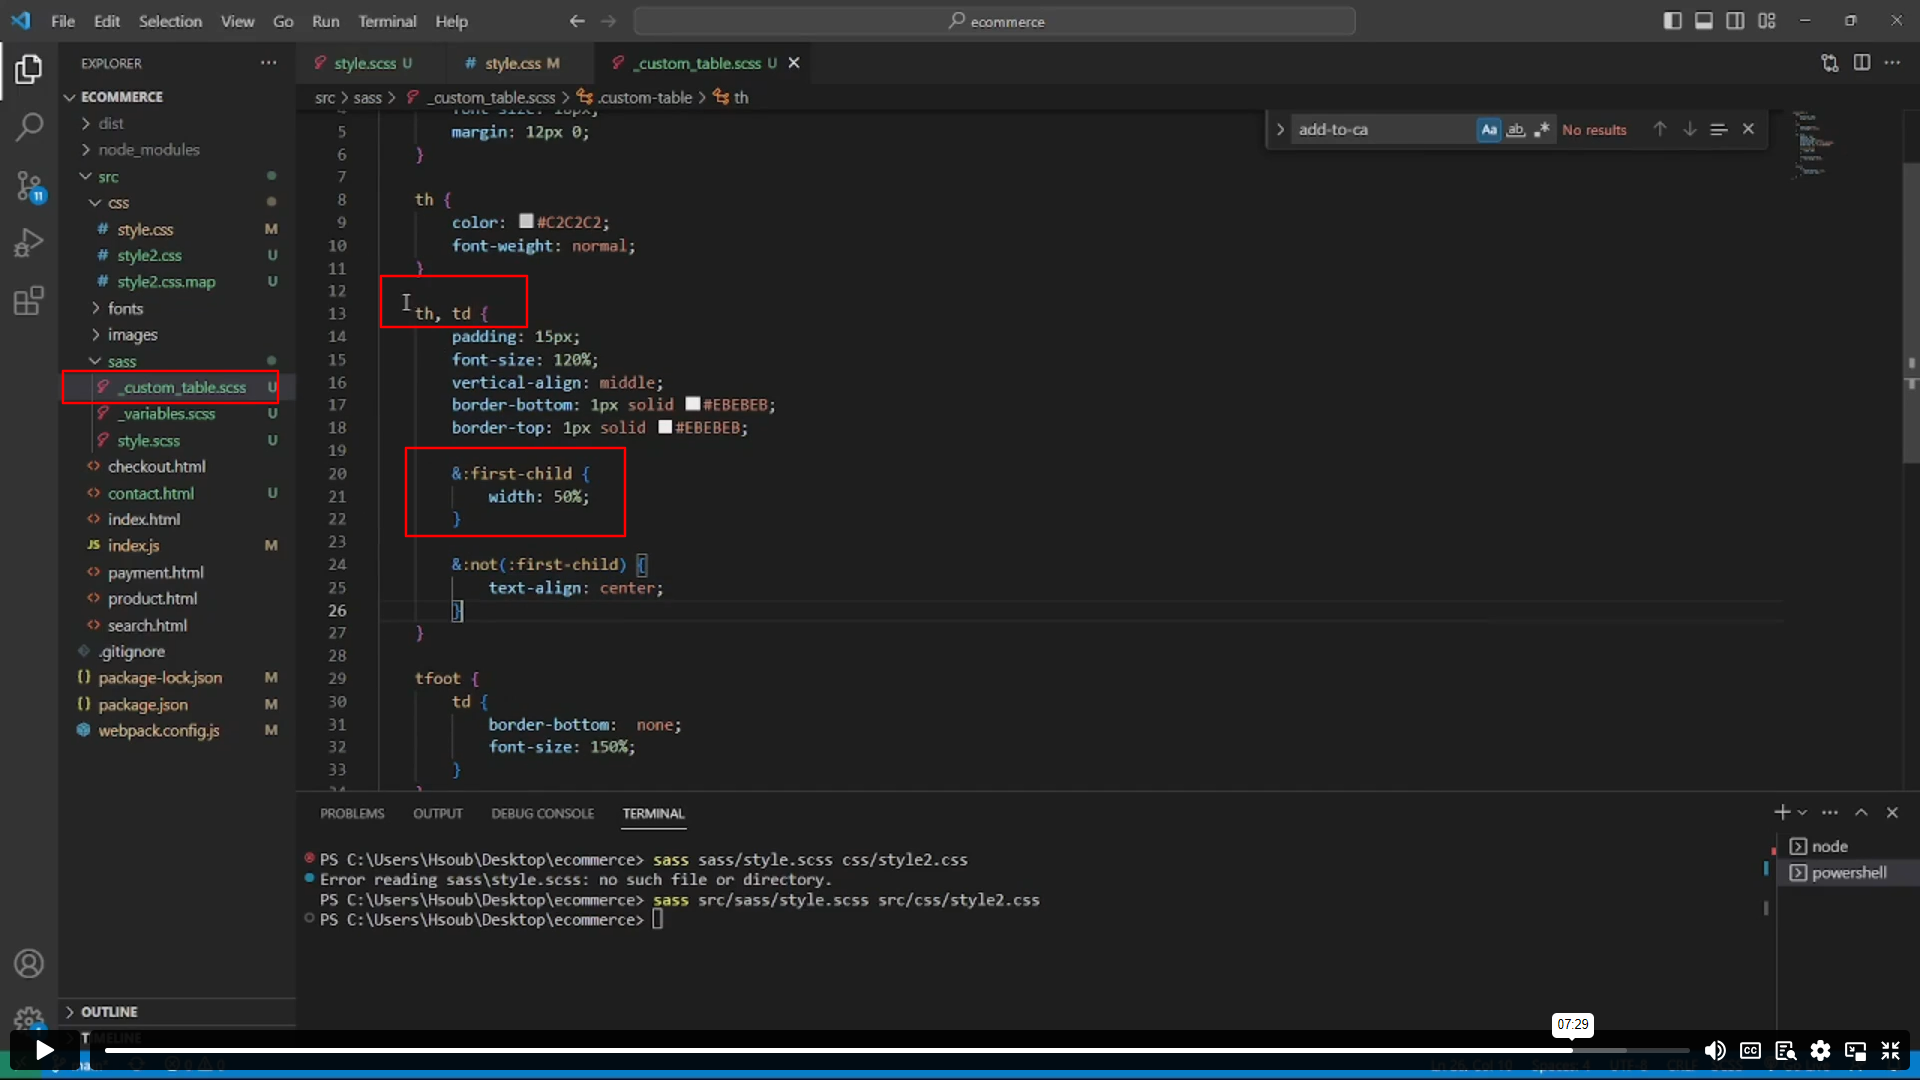 File Edit Selection View Go Run Terminal Help
ecommerce
EXPLORER
style.scss U
# style.css M
_custom_table.scss U
ECOMMERCE
src > sass > _custom_table.scss > .custom-table > th
dist
node_modules
src
css
# style.css M
# style2.css U
# style2.css.map U
fonts
images
sass
_custom_table.scss U
_variables.scss U
style.scss U
<> checkout.html
<> contact.html U
<> index.html
JS index.js M
<> payment.html
<> product.html
<> search.html
.gitignore
{} package-lock.json M
{} package.json M
webpack.config.js M
OUTLINE
TIMELINE
11
add-to-ca Aa ab .* No results
5 margin: 12px 0;
6 }
7
8 th {
9 color: #C2C2C2;
10 font-weight: normal;
11 }
12
13 th, td {
14 padding: 15px;
15 font-size: 120%;
16 vertical-align: middle;
17 border-bottom: 1px solid #EBEBEB;
18 border-top: 1px solid #EBEBEB;
19
20 &:first-child {
21 width: 50%;
22 }
23
24 &:not(:first-child) {
25 text-align: center;
26 }
27 }
28
29 tfoot {
30 td {
31 border-bottom:  none;
32 font-size: 150%;
33 }
PROBLEMS OUTPUT DEBUG CONSOLE TERMINAL
PS C:\Users\Hsoub\Desktop\ecommerce> sass sass/style.scss css/style2.css
Error reading sass\style.scss: no such file or directory.
PS C:\Users\Hsoub\Desktop\ecommerce> sass src/sass/style.scss src/css/style2.css
PS C:\Users\Hsoub\Desktop\ecommerce>
node
powershell
07:29
CC